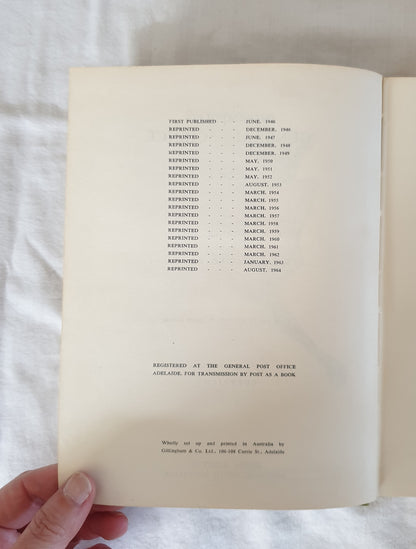 FIRST PUBLISHED - - JUNE, 1946
REPRINTED - - - DECEMBER, 1946
REPRINTED - - - JUNE, 1947
REPRINTED - - - DECEMBER, 1948
REPRINTED - - - DECEMBER, 1949
REPRINTED - - - MAY, 1950
REPRINTED - - - MAY, 1951
REPRINTED - - - MAY, 1952
REPRINTED - - - AUGUST, 1953
REPRINTED - - - MARCH, 1954
REPRINTED - - - MARCH, 1955
REPRINTED - - - MARCH, 1956
REPRINTED - - - MARCH, 1957
REPRINTED - - - MARCH, 1958
REPRINTED - - - MARCH, 1959
REPRINTED - - - MARCH, 1960
REPRINTED - - - MARCH, 1961
REPRINTED - - - MARCH, 1962
REPRINTED - - - JANUARY, 1963
REPRINTED - - - AUGUST, 1964
REGISTERED AT THE GENERAL POST OFFICE
ADELAIDE, FOR TRANSMISSION BY POST AS A BOOK
Wholly set up and printed in Australia by
Gillingham & Co. Ltd., 106-108 Currie St., Adelaide